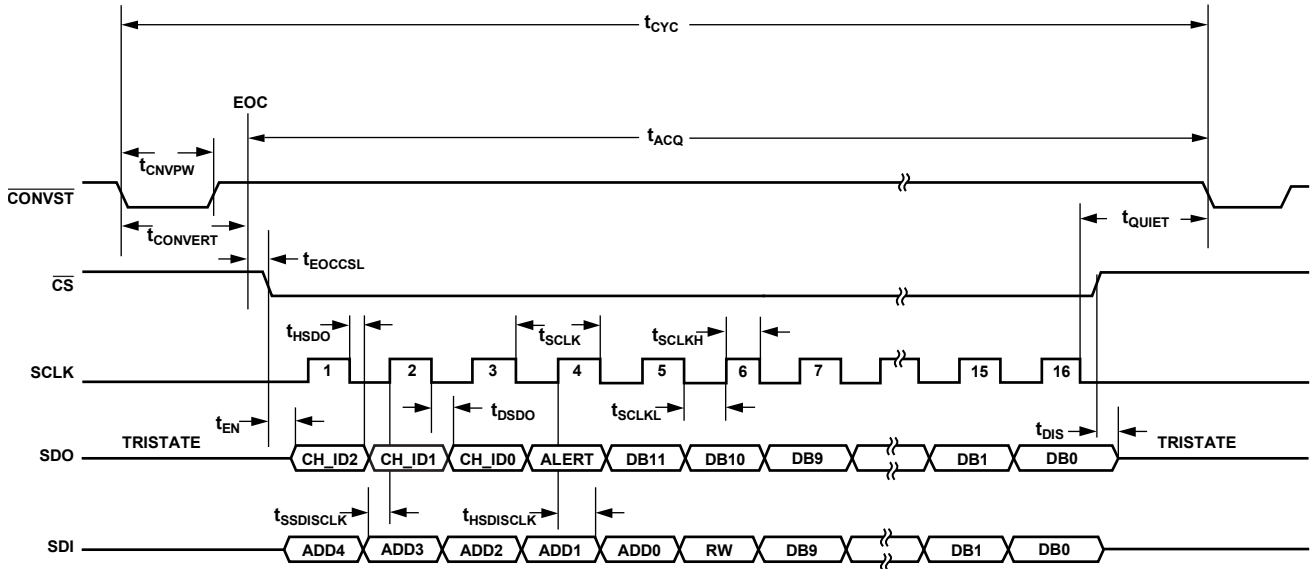 tCYC
EOC
tACQ
tCNVPW
CONVST
tCONVERT
tQUIET
tEOCCSL
CS
tHSDO
tSCLK
tSCLKH
SCLK
1 2 3 4 5 6 7 15 16
tEN
tDSDO
tSCLKL
tDIS
TRISTATE
TRISTATE
SDO
CH_ID2 CH_ID1 CH_ID0 ALERT DB11 DB10 DB9 DB1 DB0
tSSDISCLK
tHSDISCLK
SDI
ADD4 ADD3 ADD2 ADD1 ADD0 RW DB9 DB1 DB0